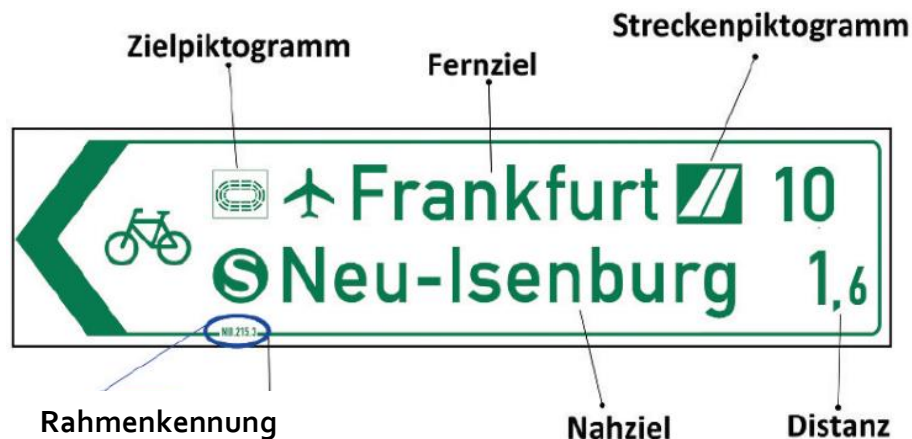 Zielpiktogramm
Fernziel
Streckenpiktogramm
Frankfurt 10
S Neu-Isenburg 1,6
Rahmenkennung
Nahziel
Distanz